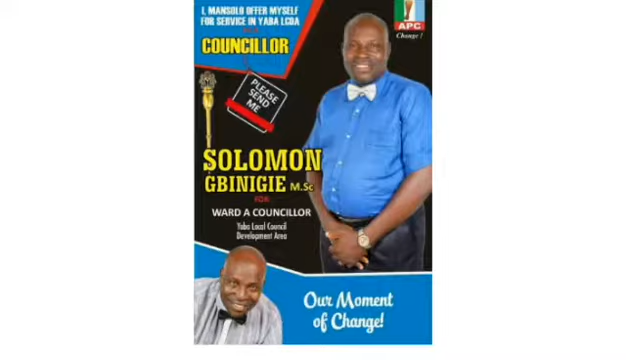 I, MANSOLO OFFER MYSELF
FOR SERVICE IN YABA LCDA
COUNCILLOR
APC
Change !
PLEASE
SEND
ME
SOLOMON
GBINIGIE M.Sc
FOR
WARD A COUNCILLOR
Yaba Local Council
Development Area
Our Moment
of Change!